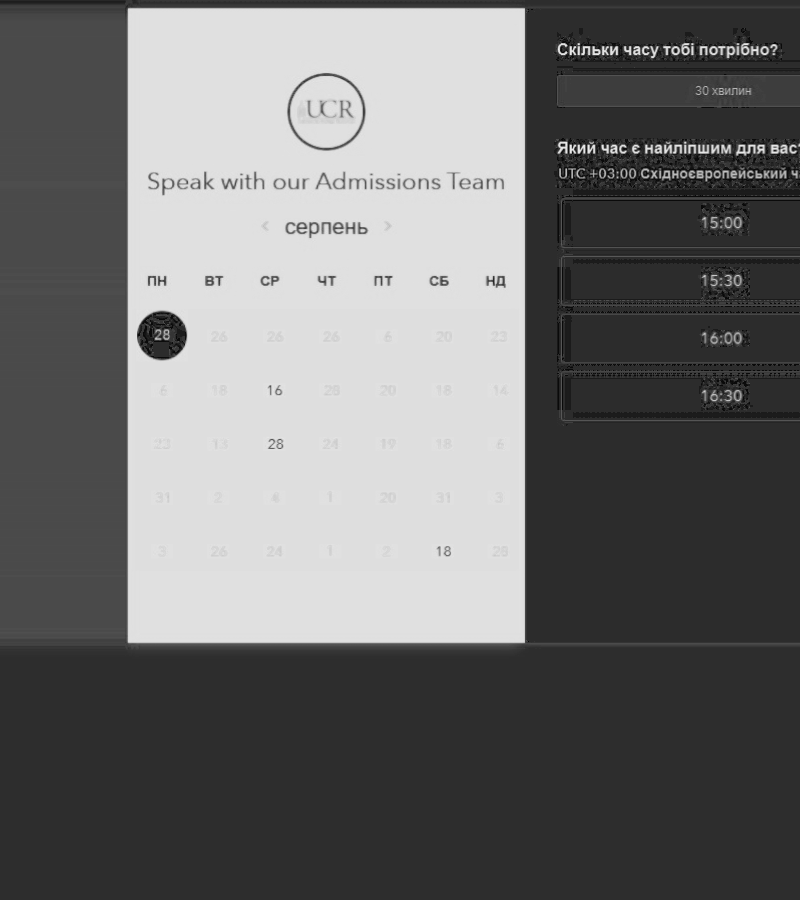 UCR
Speak with our Admissions Team
серпень
ПН ВТ СР ЧТ ПТ СБ НД
28 26 26 26 6 20 23
6 18 16 28 20 18 14
23 13 28 24 19 18 6
31 2 4 1 20 31 3
3 26 24 1 2 18 28
Скільки часу тобі потрібно?
30 хвилин
Який час є найліпшим для вас?
UTC +03:00 Східноєвропейський
15:00
15:30
16:00
16:30